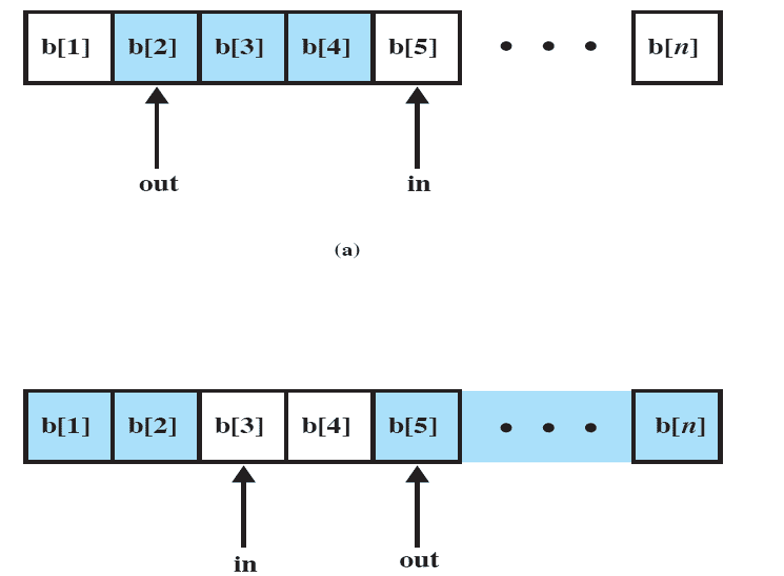 b[1] b[2] b[3] b[4] b[5] • • • b[n]
out in
(a)
b[1] b[2] b[3] b[4] b[5] • • • b[n]
in out